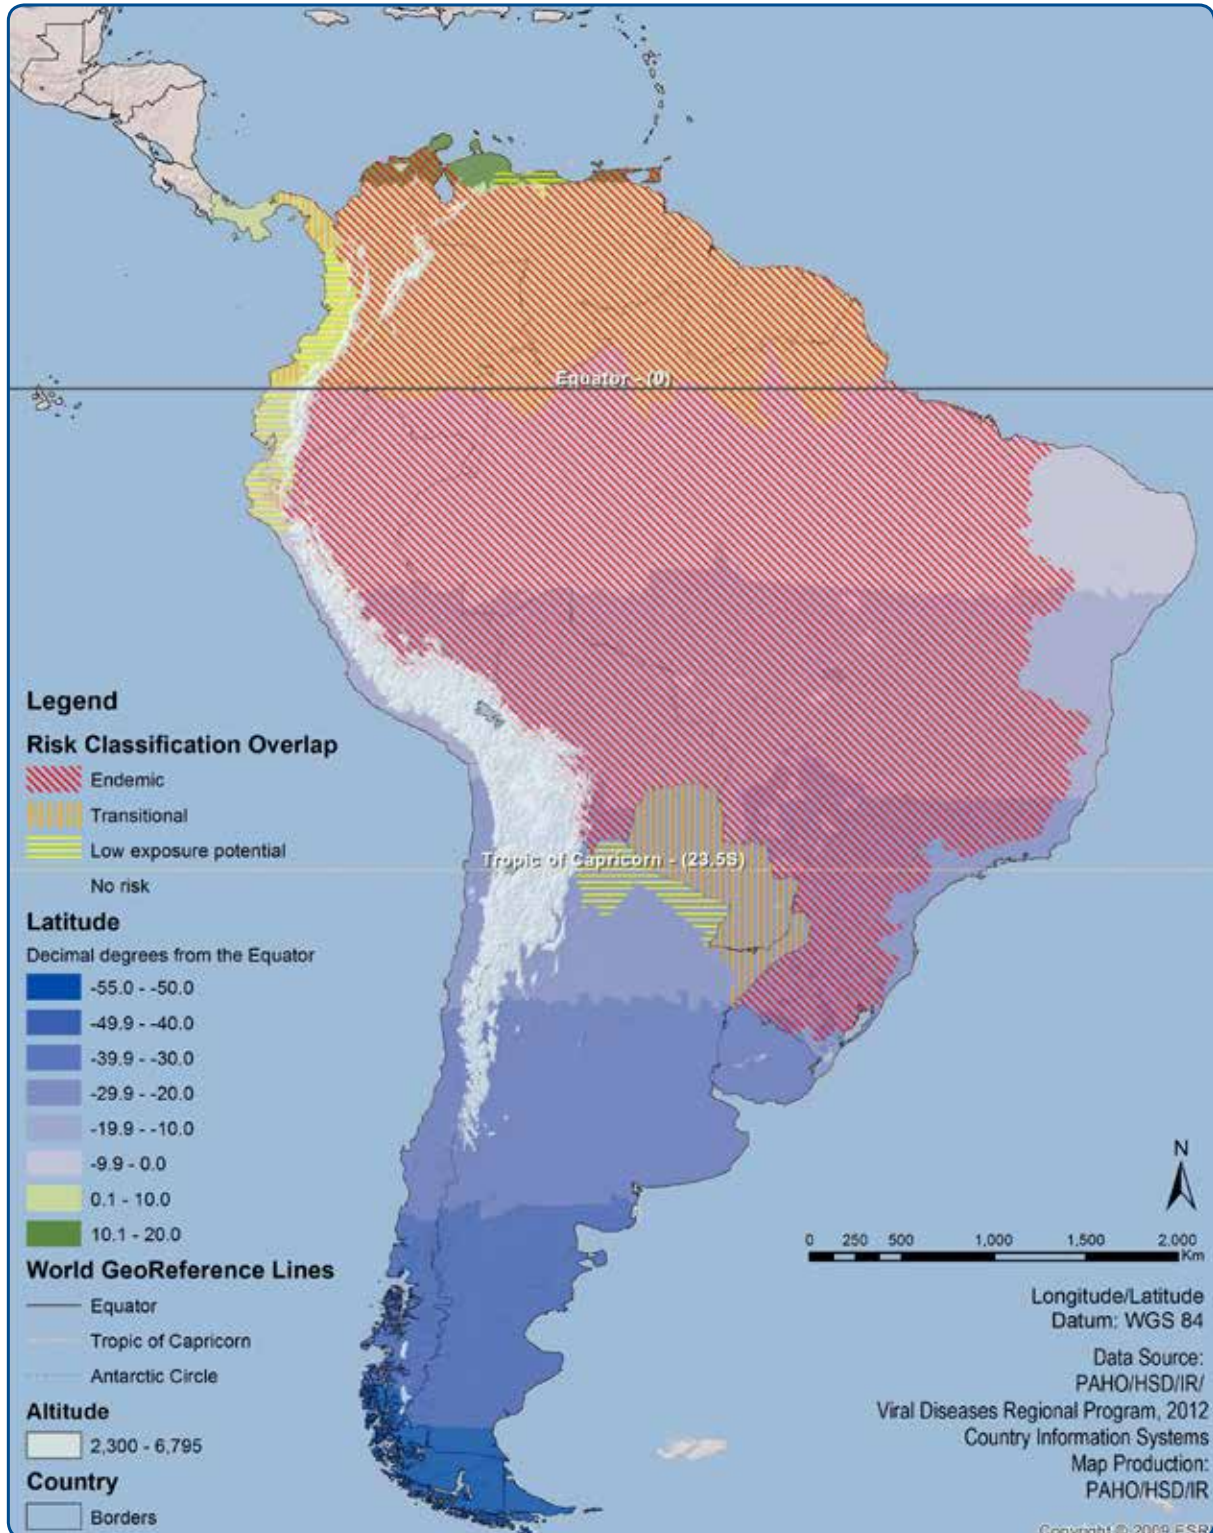 Equator - (0)
Tropic of Capricorn - (23.5S)
Legend
Risk Classification Overlap
Endemic
Transitional
Low exposure potential
No risk
Latitude
Decimal degrees from the Equator
-55.0 - -50.0
-49.9 - -40.0
-39.9 - -30.0
-29.9 - -20.0
-19.9 - -10.0
-9.9 - 0.0
0.1 - 10.0
10.1 - 20.0
World GeoReference Lines
Equator
Tropic of Capricorn
Antarctic Circle
Altitude
2,300 - 6,795
Country
Borders
N
0 250 500 1,000 1,500 2.000
Km
Longitude/Latitude
Datum: WGS 84
Data Source:
PAHO/HSD/IR/
Viral Diseases Regional Program, 2012
Country Information Systems
Map Production:
PAHO/HSD/IR
Copyright © 2009 ESRI